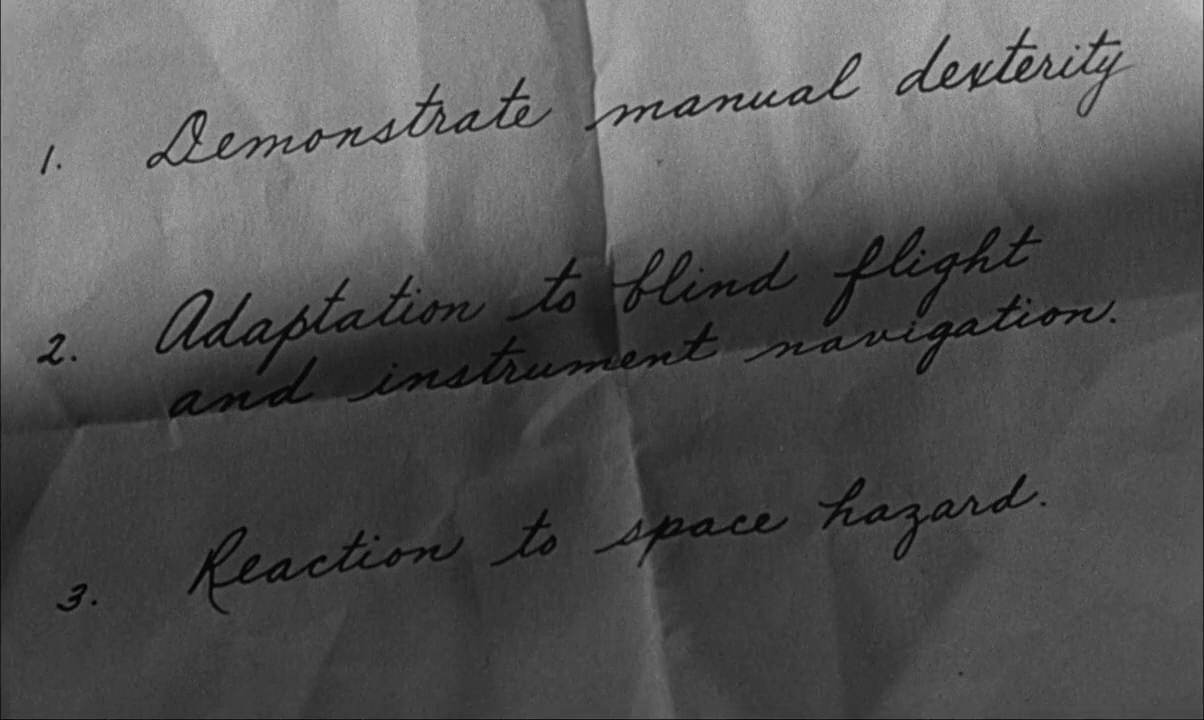 1. Demonstrate manual dexterity
2. Adaptation to blind flight
and instrument navigation.
3. Reaction to space hazard.